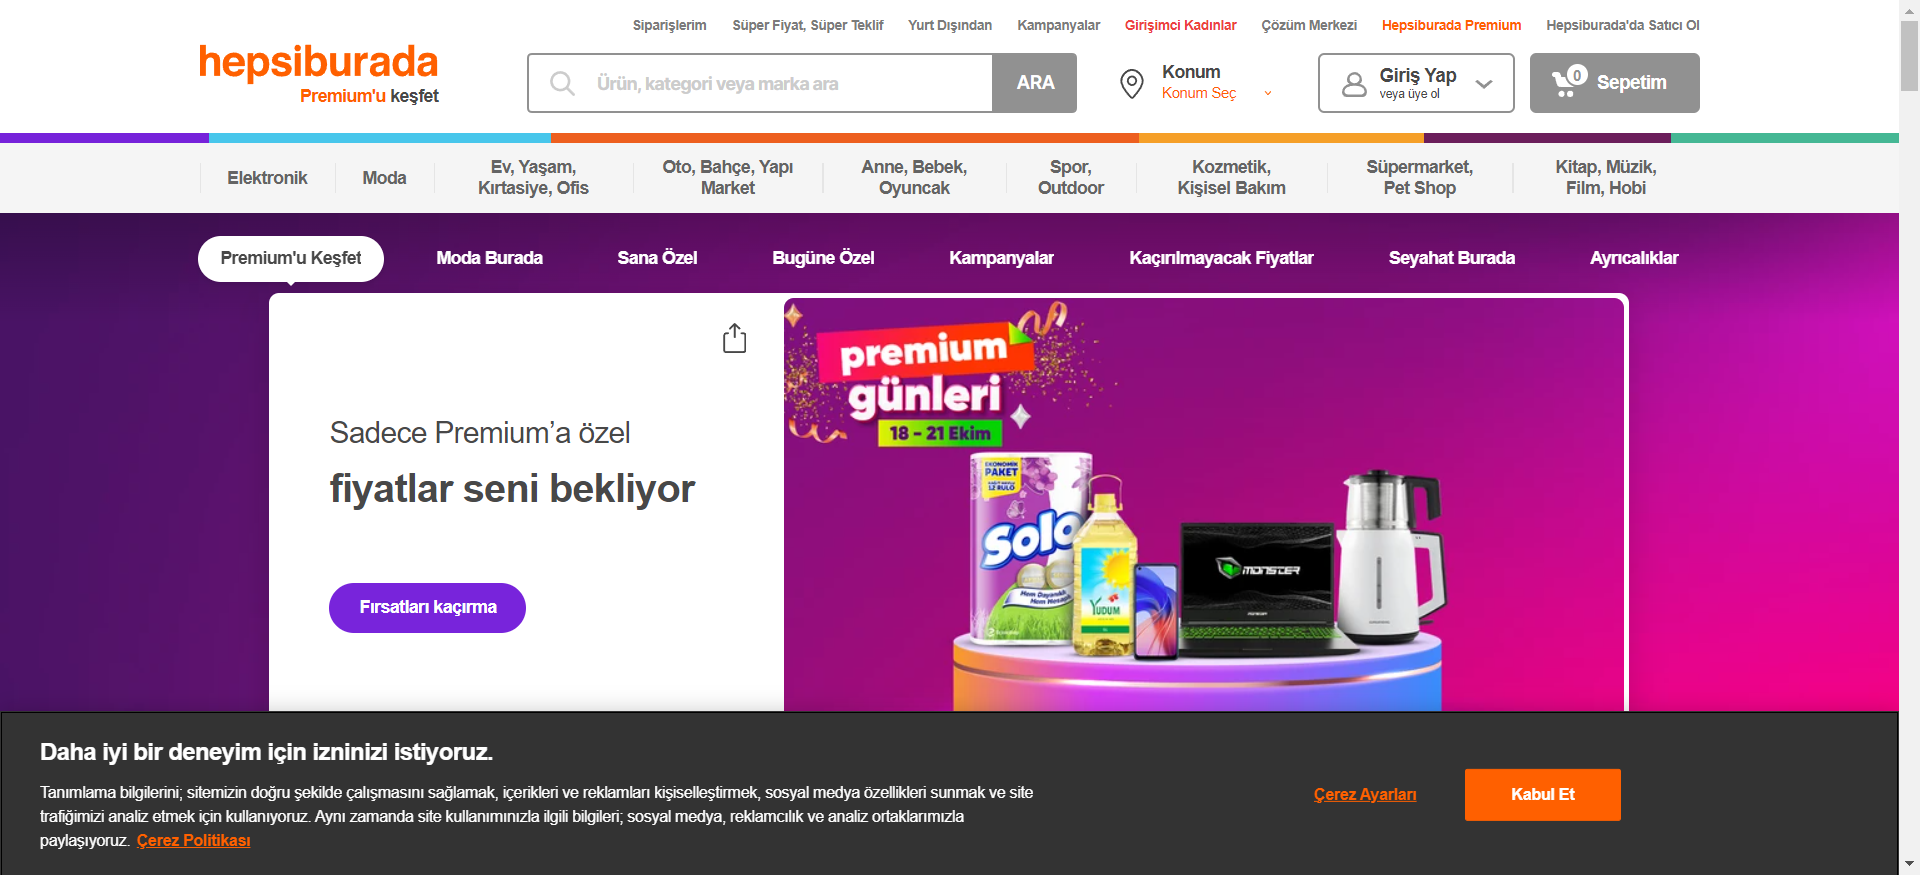 Siparişlerim Süper Fiyat, Süper Teklif Yurt Dışından Kampanyalar Girişimci Kadınlar Çözüm Merkezi Hepsiburada Premium Hepsiburada'da Satıcı Ol
hepsiburada
Premium'u keşfet
Ürün, kategori veya marka ara
ARA
Konum
Konum Seç
Giriş Yap
veya üye ol
0
Sepetim
Elektronik
Moda
Ev, Yaşam,
Kırtasiye, Ofis
Oto, Bahçe, Yapı
Market
Anne, Bebek,
Oyuncak
Spor,
Outdoor
Kozmetik,
Kişisel Bakım
Süpermarket,
Pet Shop
Kitap, Müzik,
Film, Hobi
Premium'u Keşfet Moda Burada Sana Özel Bugüne Özel Kampanyalar Kaçırılmayacak Fiyatlar Seyahat Burada Ayrıcalıklar
Sadece Premium’a özel
fiyatlar seni bekliyor
Fırsatları kaçırma
premium
günleri
18 - 21 Ekim
EKONOMİK
PAKET
12 RULO
Solo
Hem Dayanıklı
Hem Hesaplı
YUDUM
MONSTER
Daha iyi bir deneyim için izninizi istiyoruz.
Tanımlama bilgilerini; sitemizin doğru şekilde çalışmasını sağlamak, içerikleri ve reklamları kişiselleştirmek, sosyal medya özellikleri sunmak ve site
trafiğimizi analiz etmek için kullanıyoruz. Aynı zamanda site kullanımınızla ilgili bilgileri; sosyal medya, reklamcılık ve analiz ortaklarımızla
paylaşıyoruz. Çerez Politikası
Çerez Ayarları
Kabul Et